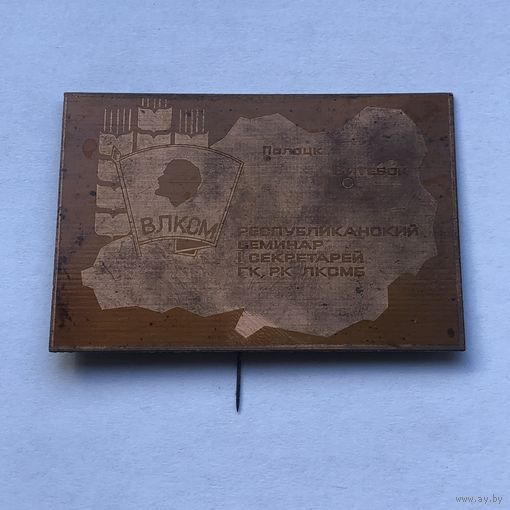 Полоцк
Витебск
ВЛКСМ
РЕСПУБЛИКАНСКИЙ
СЕМИНАР
I СЕКРЕТАРЕЙ
ГК, РК ЛКСМБ
www.ay.by